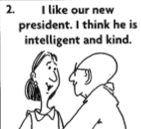 2. I like our new
president. I think he is
intelligent and kind.